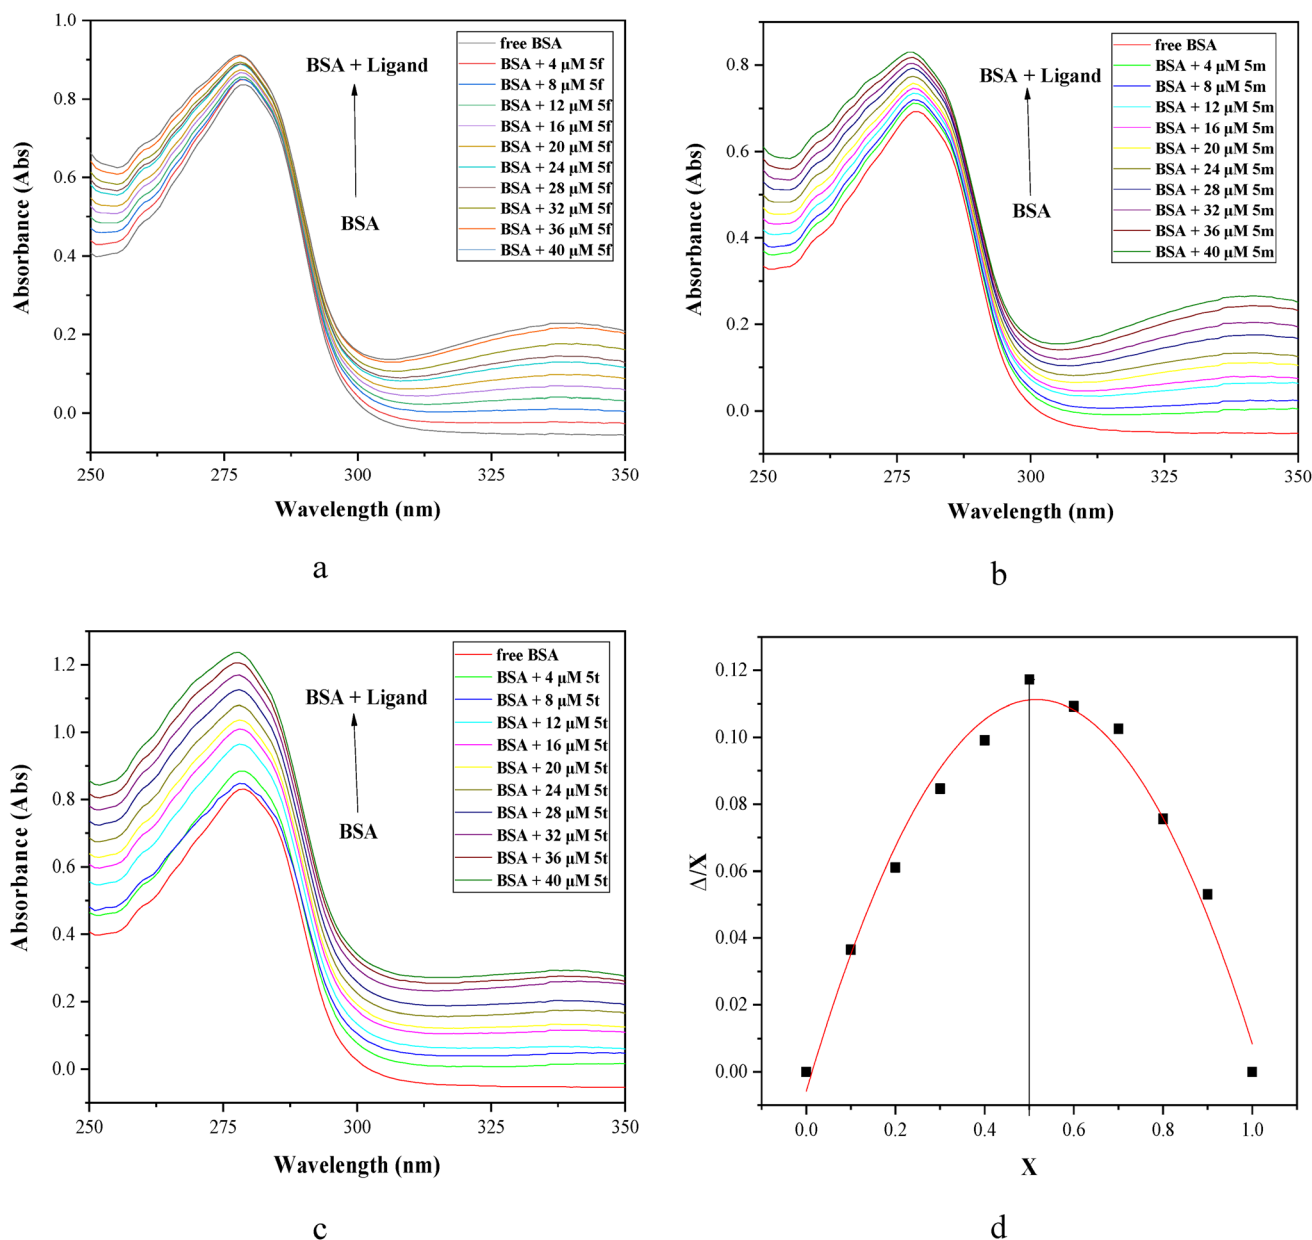 1.0
0.8
0.6
0.4
0.2
0.0
Absorbance (Abs)
250
275
300
325
350
Wavelength (nm)
BSA + Ligand
BSA
free BSA
BSA + 4 µM 5f
BSA + 8 µM 5f
BSA + 12 µM 5f
BSA + 16 µM 5f
BSA + 20 µM 5f
BSA + 24 µM 5f
BSA + 28 µM 5f
BSA + 32 µM 5f
BSA + 36 µM 5f
BSA + 40 µM 5f
a
0.8
0.6
0.4
0.2
0.0
Absorbance (Abs)
250
275
300
325
350
Wavelength (nm)
BSA + Ligand
BSA
free BSA
BSA + 4 µM 5m
BSA + 8 µM 5m
BSA + 12 µM 5m
BSA + 16 µM 5m
BSA + 20 µM 5m
BSA + 24 µM 5m
BSA + 28 µM 5m
BSA + 32 µM 5m
BSA + 36 µM 5m
BSA + 40 µM 5m
b
1.2
1.0
0.8
0.6
0.4
0.2
0.0
Absorbance (Abs)
250
275
300
325
350
Wavelength (nm)
BSA + Ligand
BSA
free BSA
BSA + 4 µM 5t
BSA + 8 µM 5t
BSA + 12 µM 5t
BSA + 16 µM 5t
BSA + 20 µM 5t
BSA + 24 µM 5t
BSA + 28 µM 5t
BSA + 32 µM 5t
BSA + 36 µM 5t
BSA + 40 µM 5t
c
0.12
0.10
0.08
0.06
0.04
0.02
0.00
Δ/X
0.0
0.2
0.4
0.6
0.8
1.0
X
d